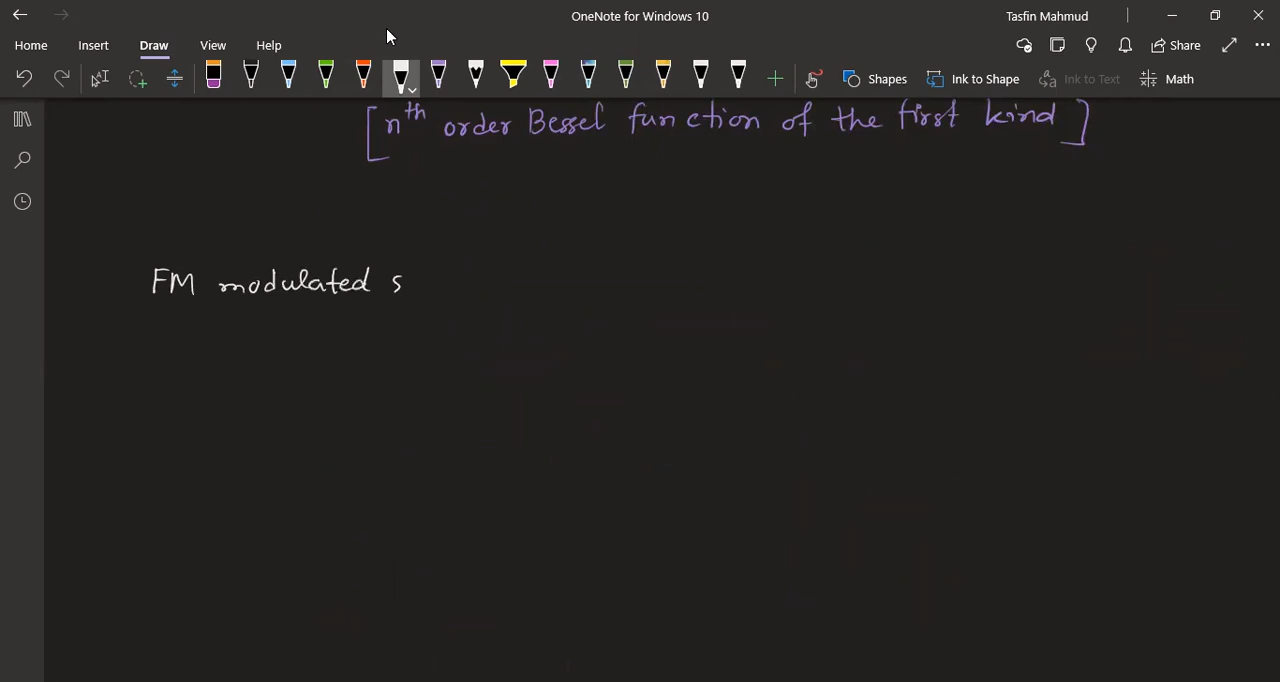 OneNote for Windows 10
Tasfin Mahmud
Home Insert Draw View Help
Share
Shapes Ink to Shape Ink to Text Math
[nth order Bessel function of the first kind]
FM modulated s